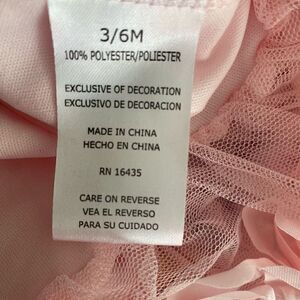 3/6M
100% POLYESTER/POLIESTER
EXCLUSIVE OF DECORATION
EXCLUSIVO DE DECORACION
MADE IN CHINA
HECHO EN CHINA
RN 16435
CARE ON REVERSE
VEA EL REVERSO
PARA SU CUIDADO